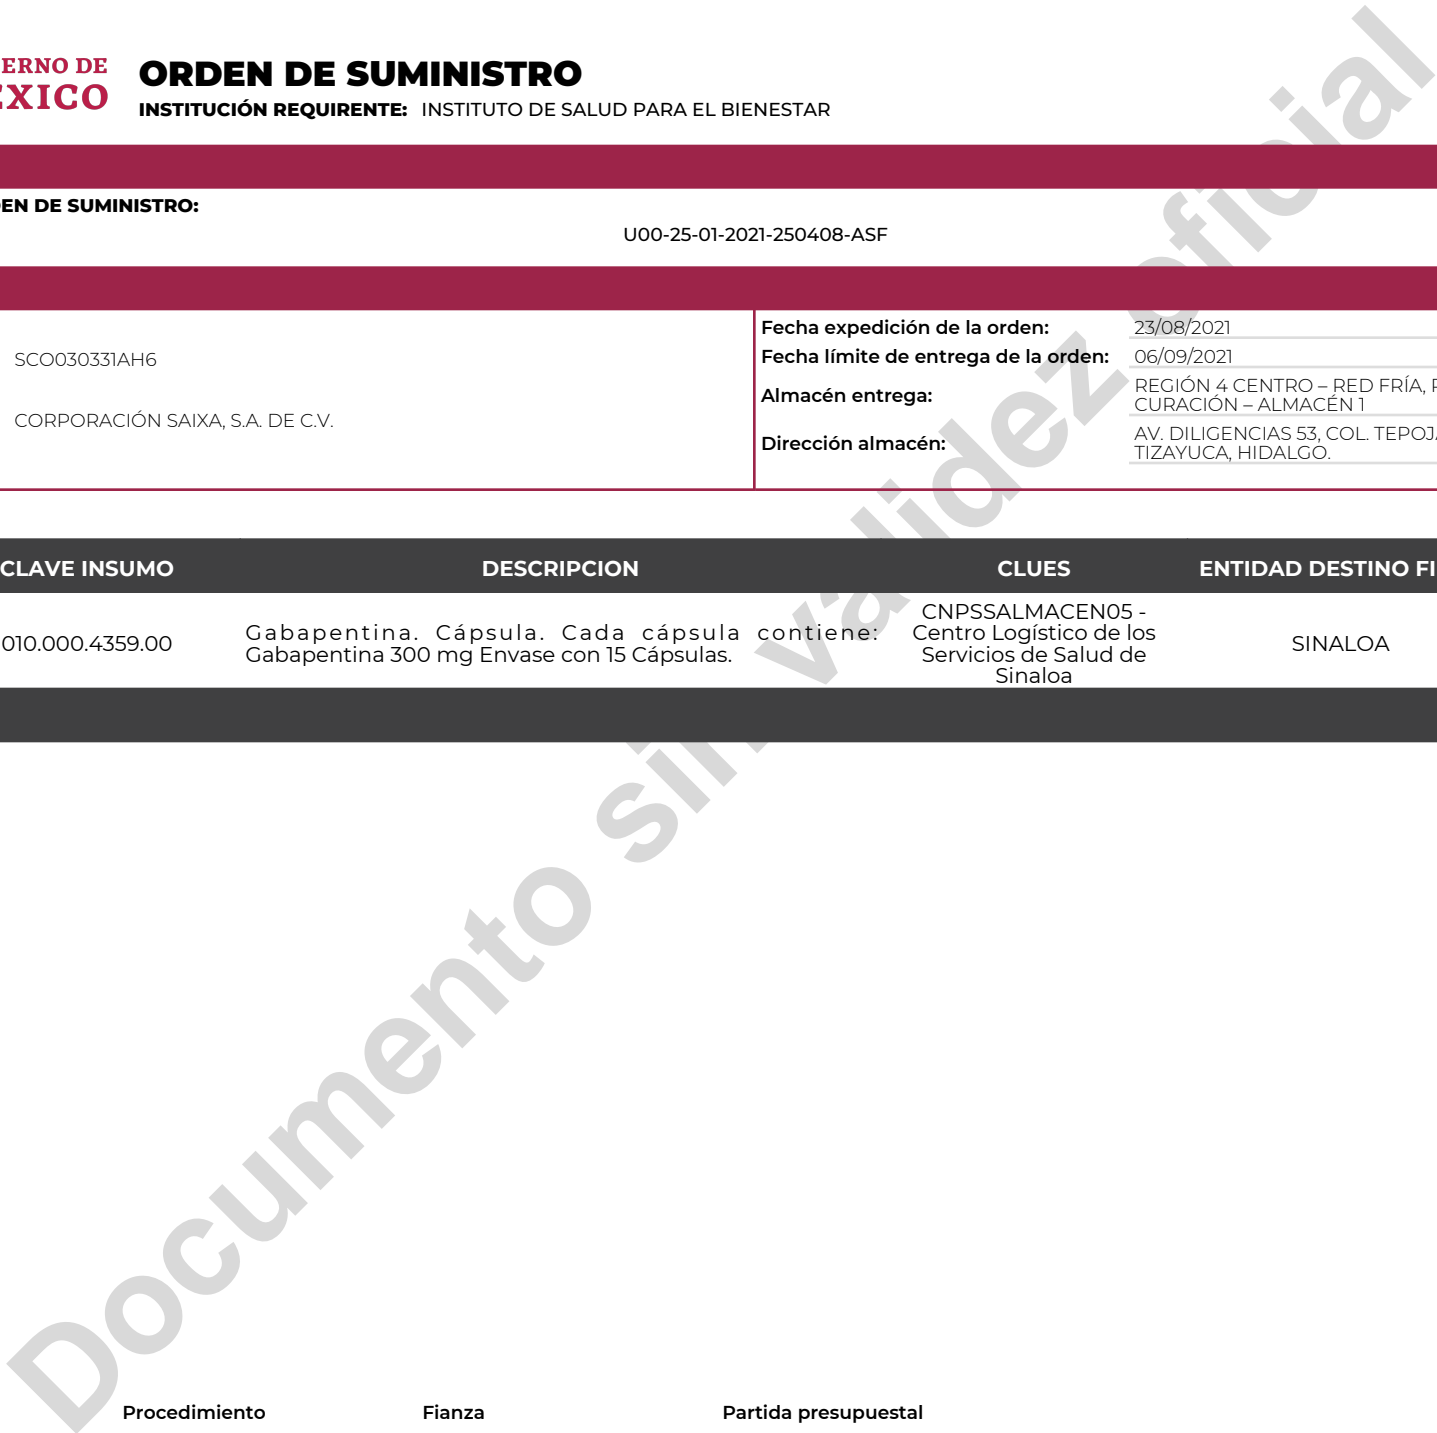 ERNO DE
EXICO
ORDEN DE SUMINISTRO
INSTITUCIÓN REQUIRENTE: INSTITUTO DE SALUD PARA EL BIENESTAR
EN DE SUMINISTRO:
U00-25-01-2021-250408-ASF
SCO030331AH6
CORPORACIÓN SAIXA, S.A. DE C.V.
Fecha expedición de la orden: 23/08/2021
Fecha límite de entrega de la orden: 06/09/2021
Almacén entrega: REGIÓN 4 CENTRO – RED FRÍA,
CURACIÓN – ALMACÉN 1
Dirección almacén: AV. DILIGENCIAS 53, COL. TEPOJA
TIZAYUCA, HIDALGO.
CLAVE INSUMO DESCRIPCION CLUES ENTIDAD DESTINO FI
010.000.4359.00
Gabapentina. Cápsula. Cada cápsula contiene:
Gabapentina 300 mg Envase con 15 Cápsulas.
CNPSSALMACEN05 -
Centro Logístico de los
Servicios de Salud de
Sinaloa
SINALOA
Documento sin validez oficial
Procedimiento Fianza Partida presupuestal